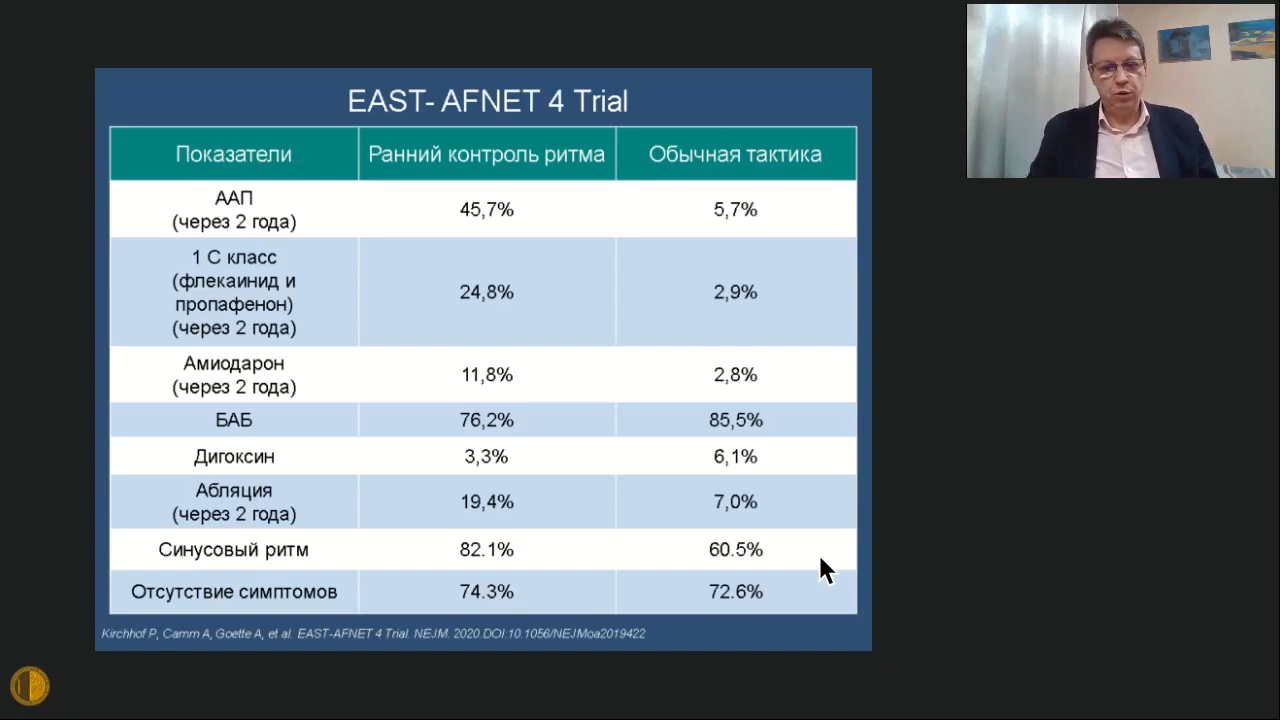 EAST- AFNET 4 Trial
Показатели
Ранний контроль ритма
Обычная тактика
ААП
(через 2 года)
45,7%
5,7%
1 С класс
(флекаинид и
пропафенон)
(через 2 года)
24,8%
2,9%
Амиодарон
(через 2 года)
11,8%
2,8%
БАБ
76,2%
85,5%
Дигоксин
3,3%
6,1%
Абляция
(через 2 года)
19,4%
7,0%
Синусовый ритм
82.1%
60.5%
Отсутствие симптомов
74.3%
72.6%
Kirchhof P, Camm A, Goette A, et al. EAST-AFNET 4 Trial. NEJM. 2020.DOI:10.1056/NEJMoa2019422